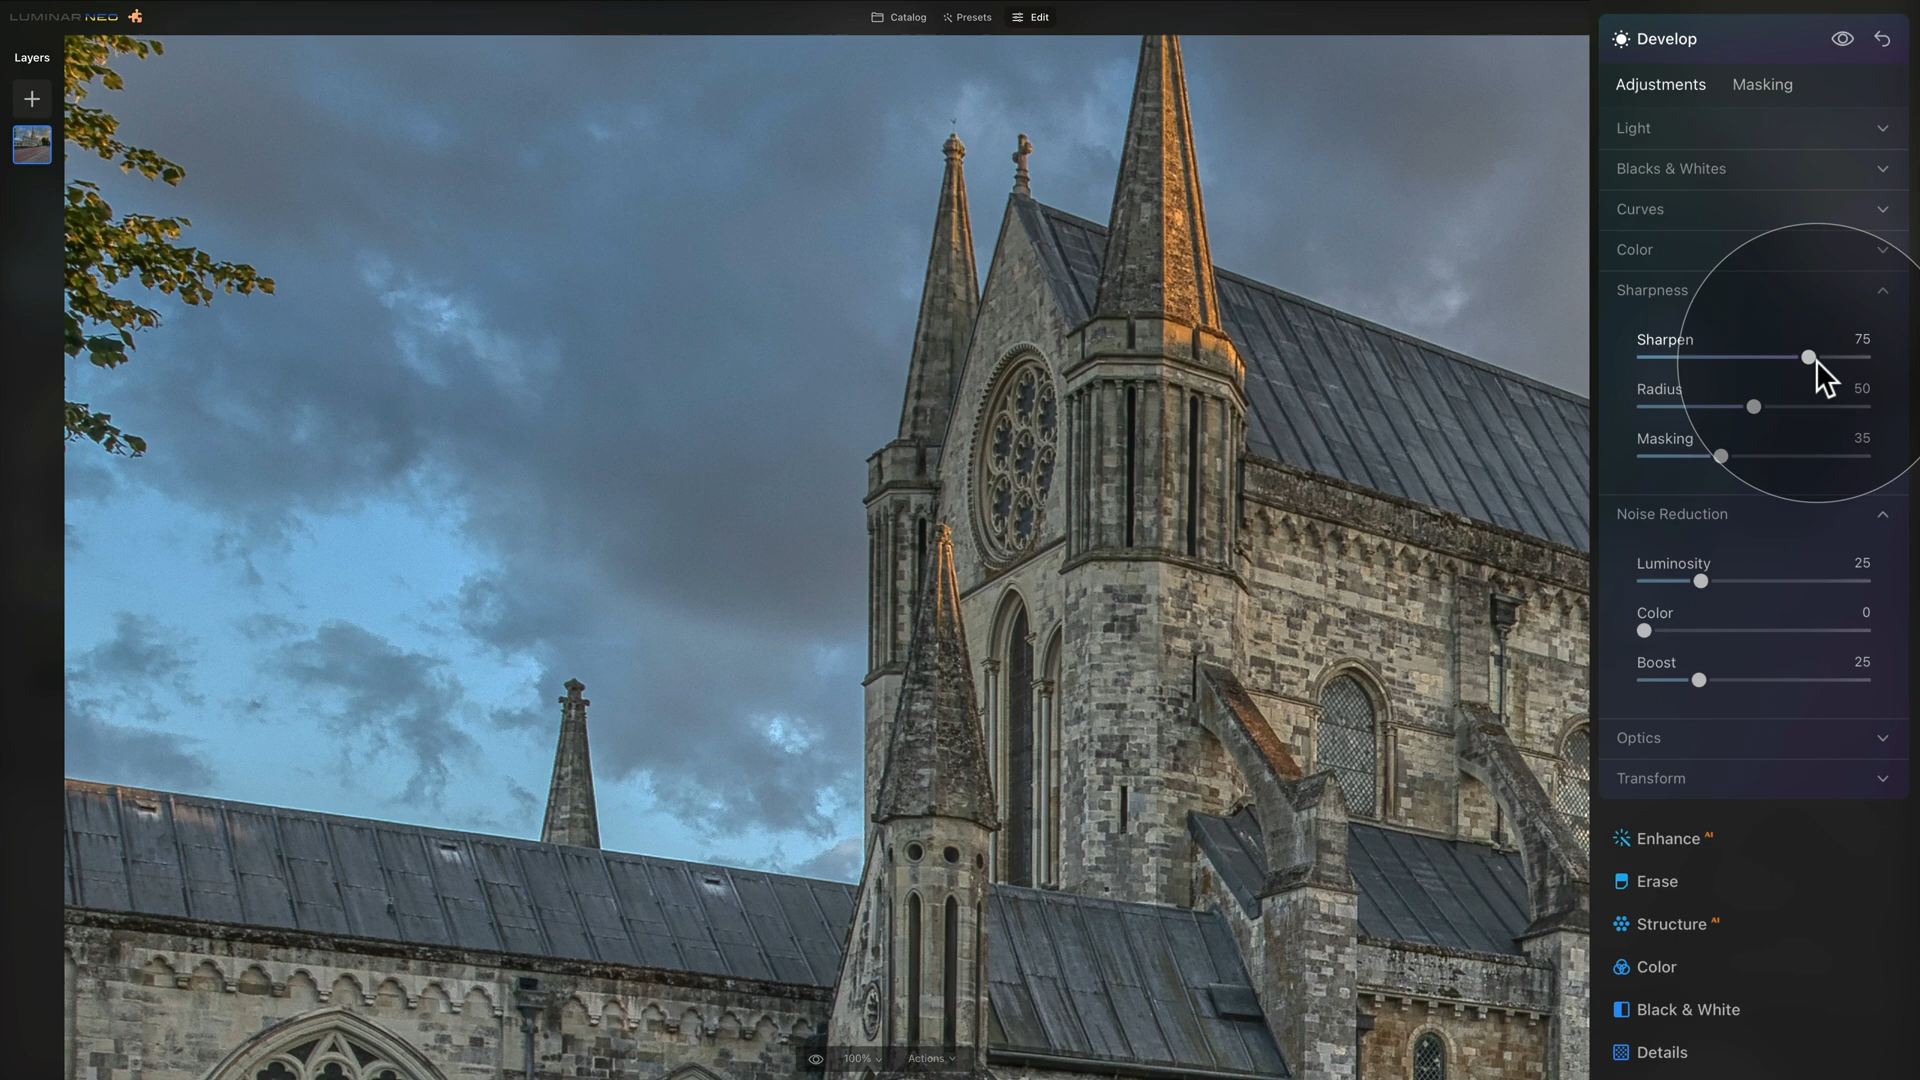 LUMINAR NEO
Catalog
Presets
Edit
Layers
Develop
Adjustments
Masking
Light
Blacks & Whites
Curves
Color
Sharpness
Sharpen 75
Radius 50
Masking 35
Noise Reduction
Luminosity 25
Color 0
Boost 25
Optics
Transform
Enhance AI
Erase
Structure AI
Color
Black & White
Details
100%
Actions